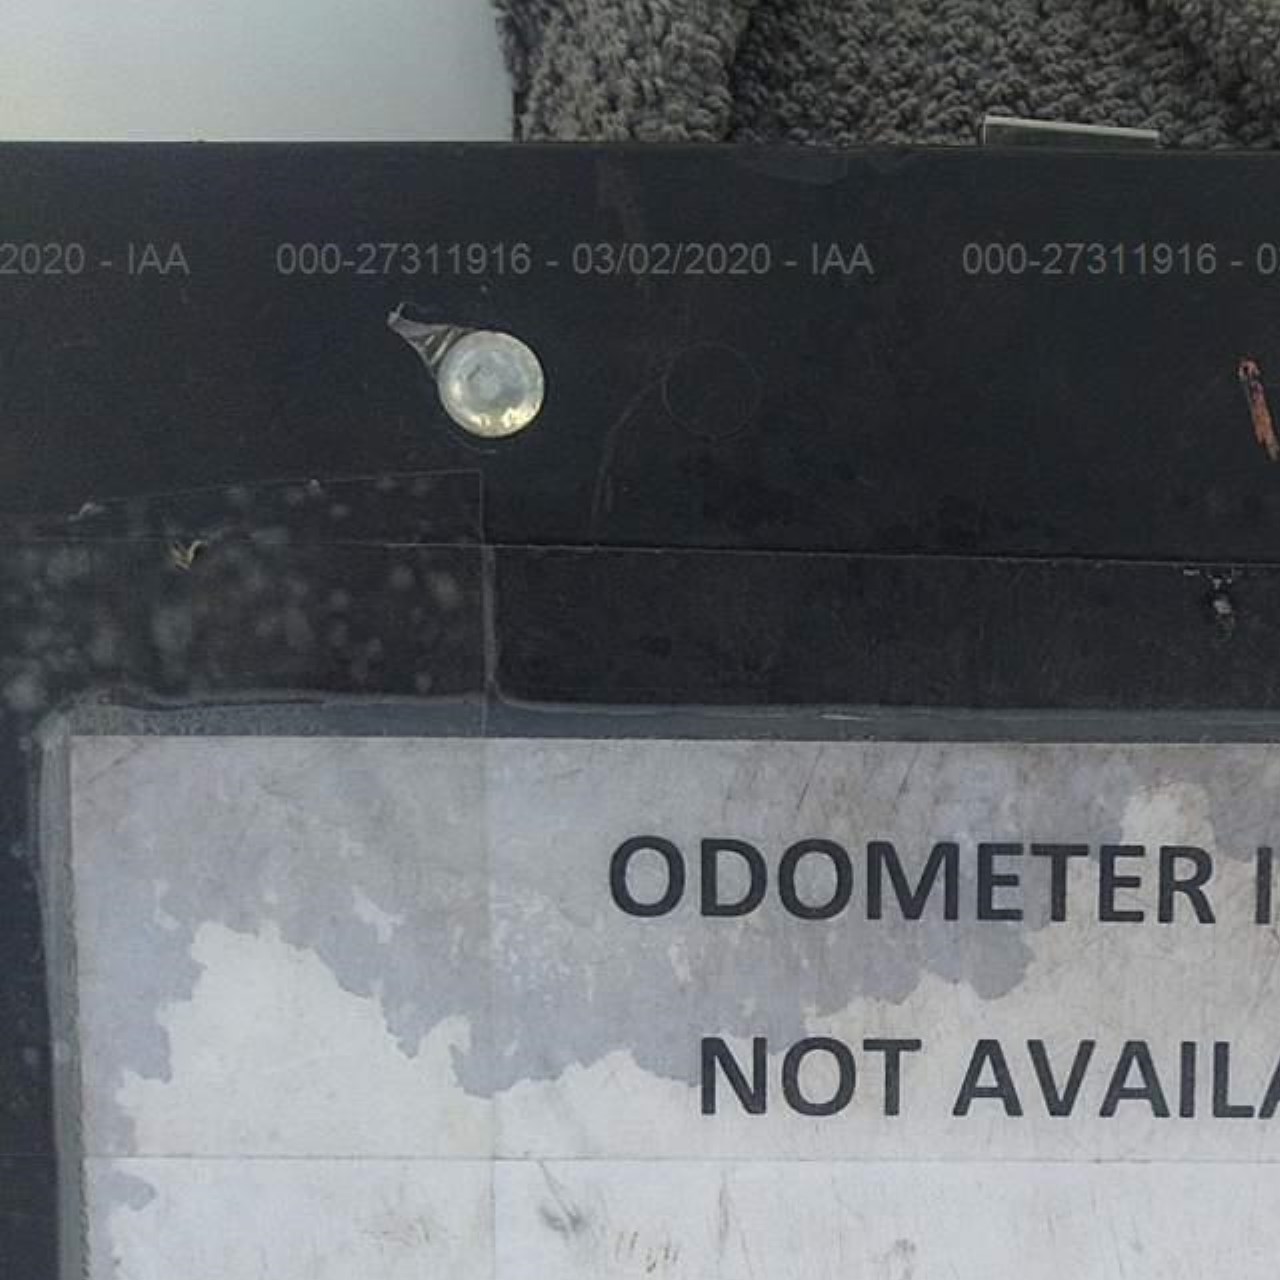 2020 - IAA 000-27311916 - 03/02/2020 - IAA 000-27311916 - 0
ODOMETER I
NOT AVAILA